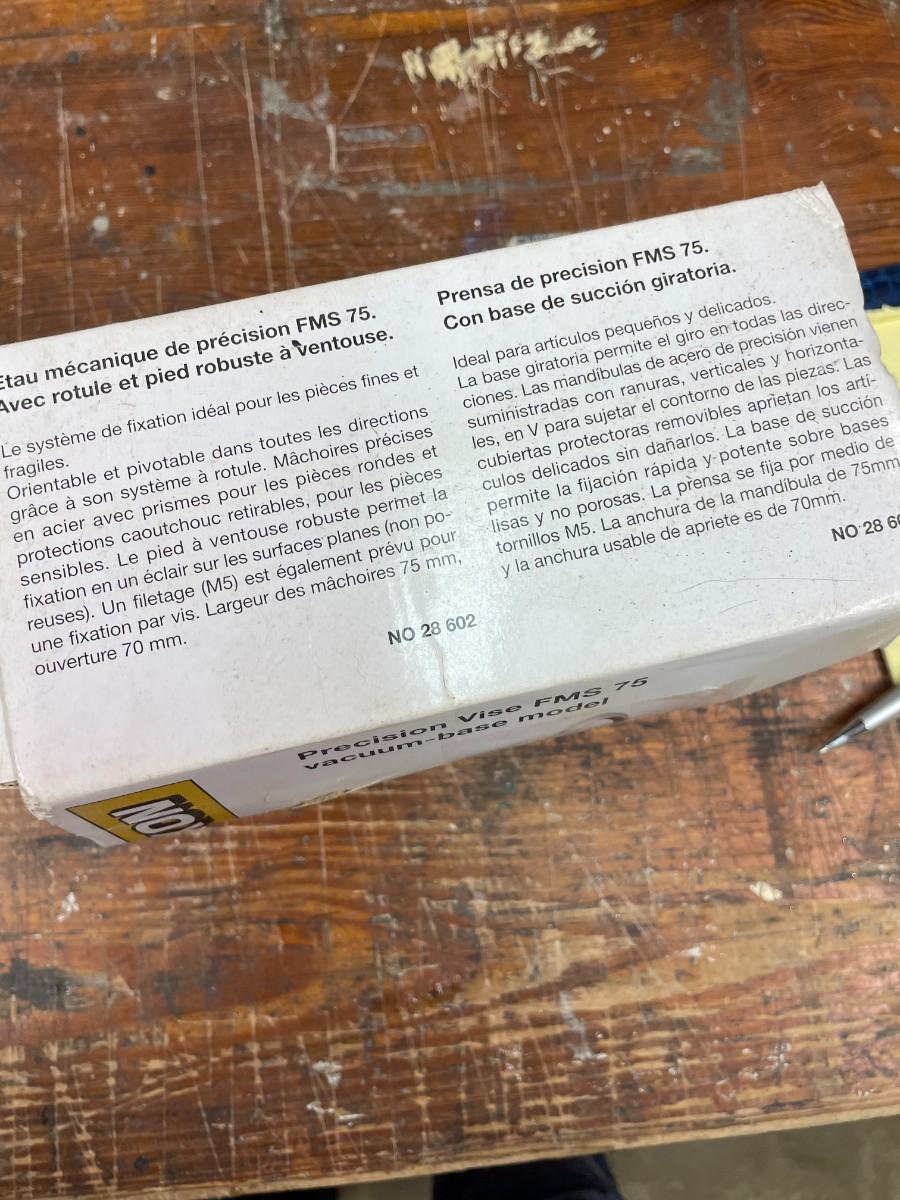 Etau mécanique de précision FMS 75.
Avec rotule et pied robuste à ventouse.
Le système de fixation idéal pour les pièces fines et
fragiles.
Orientable et pivotable dans toutes les directions
grâce à son système à rotule. Mâchoires précises
en acier avec prismes pour les pièces rondes et
protections caoutchouc retirables, pour les pièces
sensibles. Le pied à ventouse robuste permet la
fixation en un éclair sur les surfaces planes (non po-
reuses). Un filetage (M5) est également prévu pour
une fixation par vis. Largeur des mâchoires 75 mm,
ouverture 70 mm.
NO 28 602
Prensa de precision FMS 75.
Con base de succión giratoria.
Ideal para artículos pequeños y delicados.
La base giratoria permite el giro en todas las direc-
ciones. Las mandíbulas de acero de precisión vienen
suministradas con ranuras, verticales y horizonta-
les, en V para sujetar el contorno de las piezas. Las
cubiertas protectoras removibles aprietan los artí-
culos delicados sin dañarlos. La base de succión
permite la fijación rápida y potente sobre bases
lisas y no porosas. La prensa se fija por medio de
tornillos M5. La anchura de la mandíbula de 75mm
y la anchura usable de apriete es de 70mm.
NO 28 60
Precision Vise FMS 75
vacuum-base model
NO